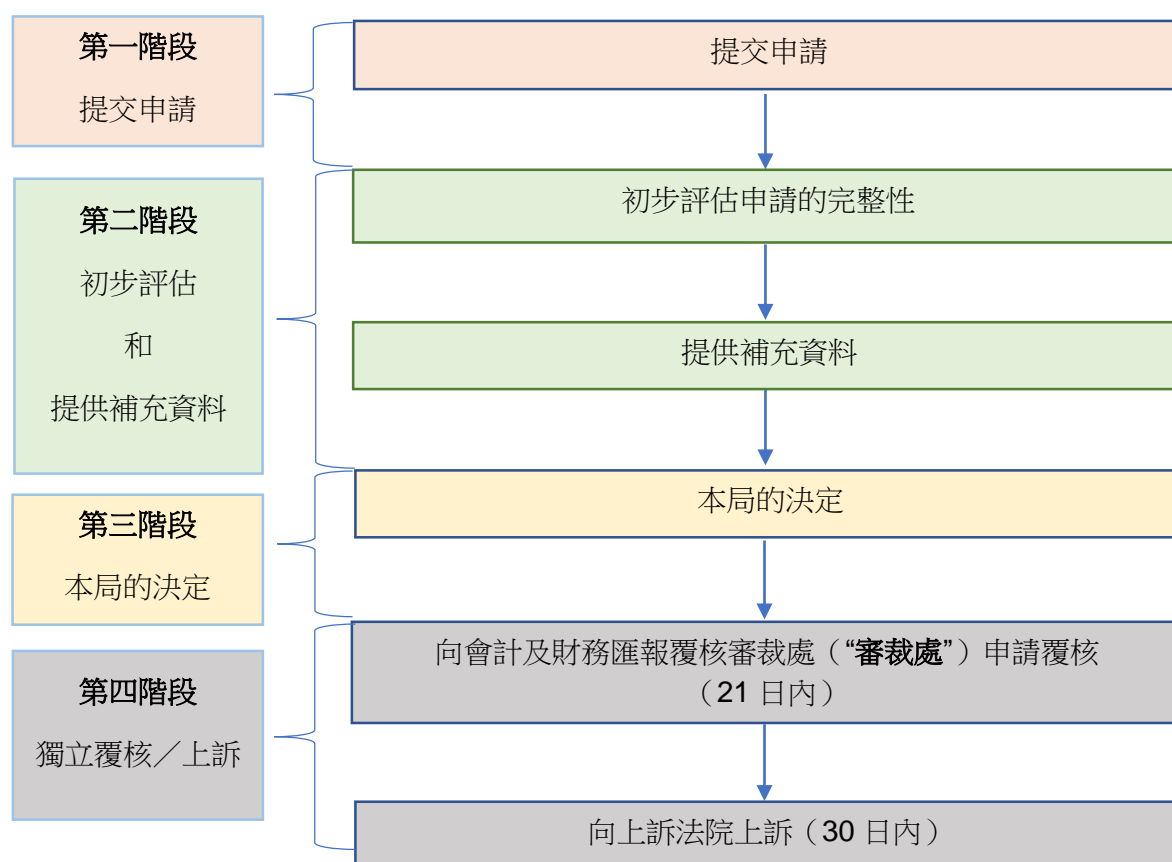 第一階段
提交申請
提交申請
第二階段
初步評估
和
提供補充資料
初步評估申請的完整性
提供補充資料
第三階段
本局的決定
本局的決定
第四階段
獨立覆核／上訴
向會計及財務匯報覆核審裁處（“審裁處”）申請覆核
（21 日內）
向上訴法院上訴（30 日內）